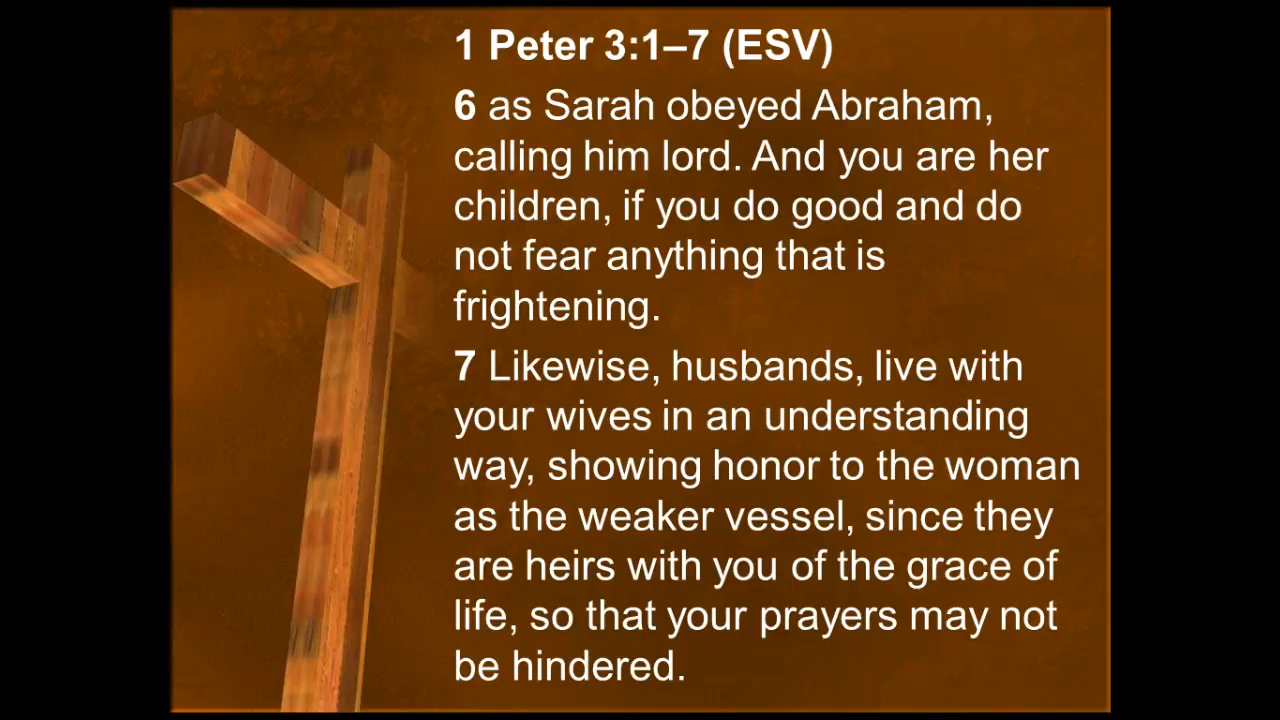 1 Peter 3:1–7 (ESV)
6 as Sarah obeyed Abraham,
calling him lord. And you are her
children, if you do good and do
not fear anything that is
frightening.
7 Likewise, husbands, live with
your wives in an understanding
way, showing honor to the woman
as the weaker vessel, since they
are heirs with you of the grace of
life, so that your prayers may not
be hindered.